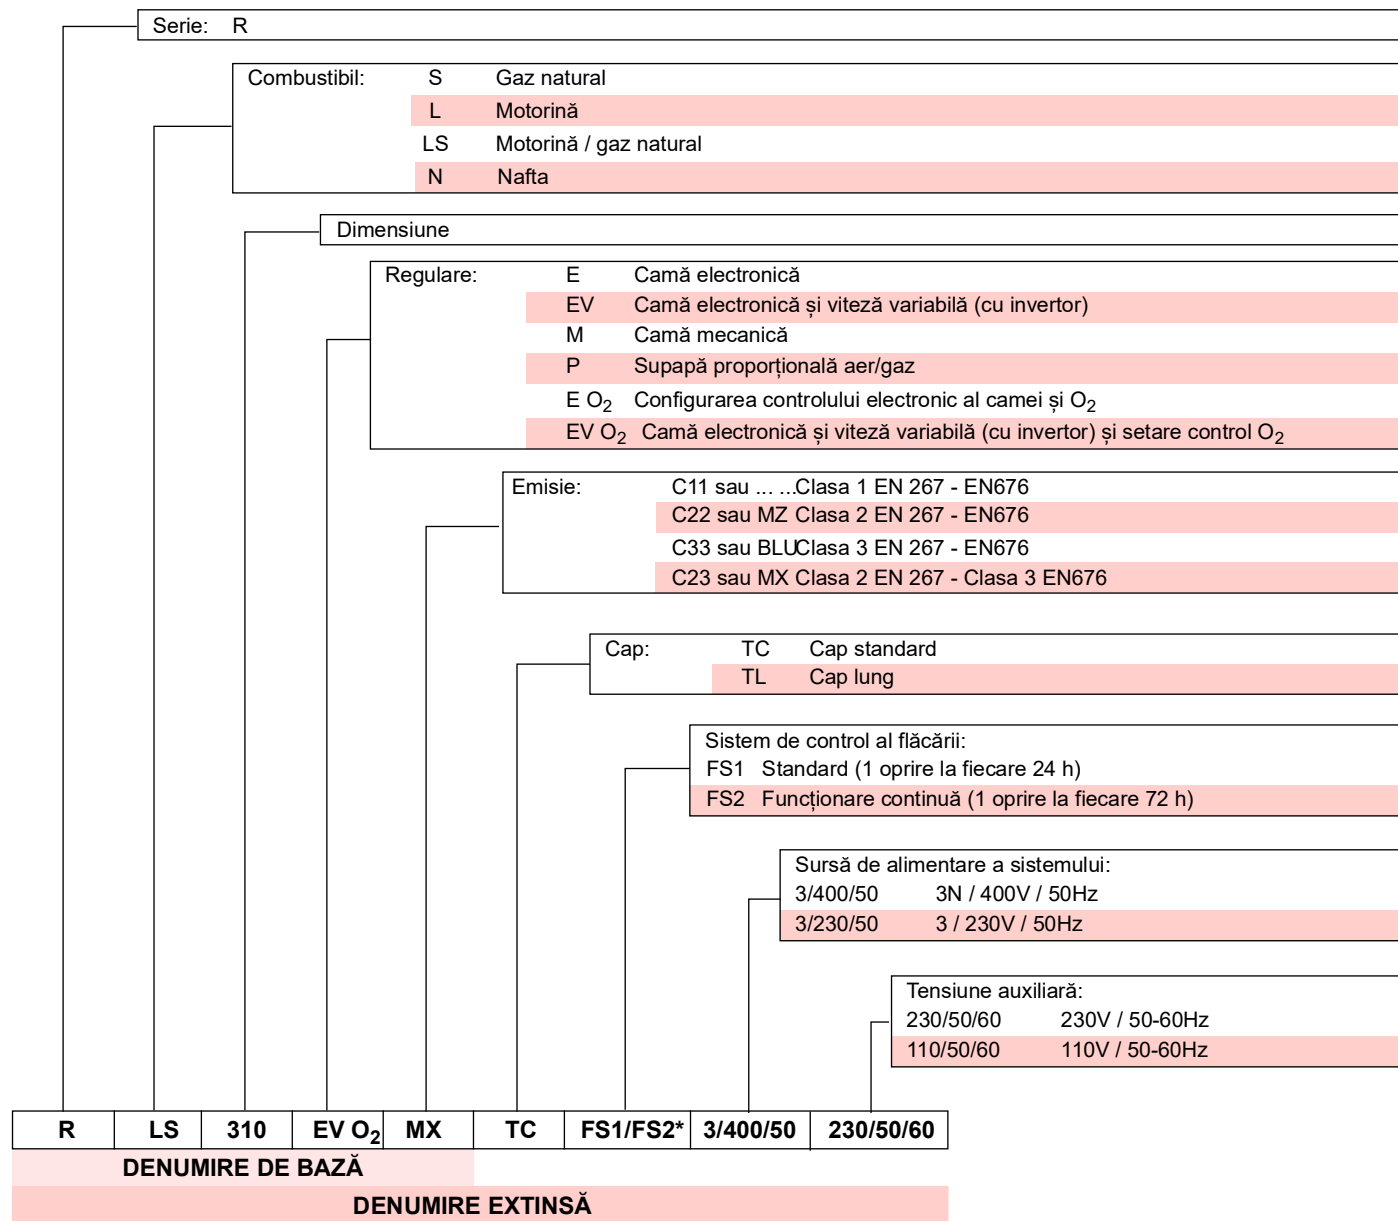 Serie: R
Combustibil: S Gaz natural
L Motorină
LS Motorină / gaz natural
N Nafta
Dimensiune
Regulare: E Camă electronică
EV Camă electronică și viteză variabilă (cu invertor)
M Camă mecanică
P Supapă proporțională aer/gaz
E O2 Configurarea controlului electronic al camei și O2
EV O2 Camă electronică și viteză variabilă (cu invertor) și setare control O2
Emisie: C11 sau ... ...Clasa 1 EN 267 - EN676
C22 sau MZ Clasa 2 EN 267 - EN676
C33 sau BLUClasa 3 EN 267 - EN676
C23 sau MX Clasa 2 EN 267 - Clasa 3 EN676
Cap: TC Cap standard
TL Cap lung
Sistem de control al flăcării:
FS1 Standard (1 oprire la fiecare 24 h)
FS2 Funcționare continuă (1 oprire la fiecare 72 h)
Sursă de alimentare a sistemului:
3/400/50 3N / 400V / 50Hz
3/230/50 3 / 230V / 50Hz
Tensiune auxiliară:
230/50/60 230V / 50-60Hz
110/50/60 110V / 50-60Hz
R LS 310 EV O2 MX TC FS1/FS2* 3/400/50 230/50/60
DENUMIRE DE BAZĂ
DENUMIRE EXTINSĂ